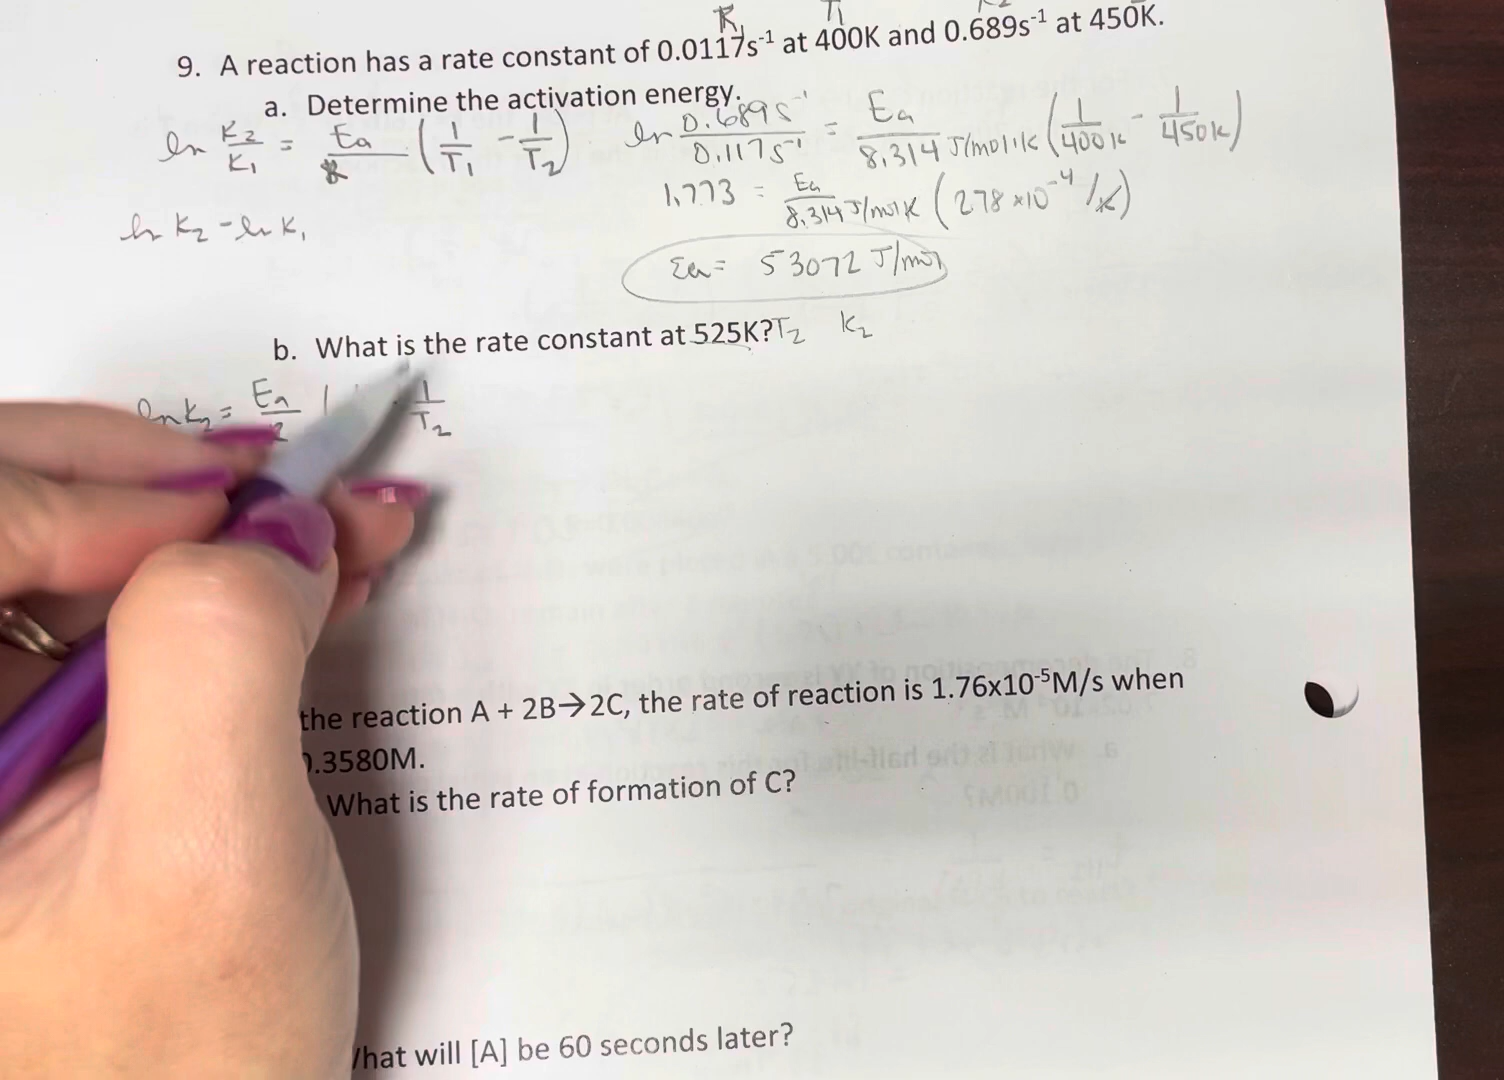 K₁ T₁
9. A reaction has a rate constant of 0.0117s⁻¹ at 400K and 0.689s⁻¹ at 450K.
a. Determine the activation energy.
ln K₂/K₁ = Ea/R (1/T₁ - 1/T₂) ln 0.689 s⁻¹/0.117 s⁻¹ = Ea/8.314 J/mol·K (1/400K - 1/450K)
1.773 = Ea/8.314 J/mol K (2.78 x10⁻⁴/K)
ln K₂ - ln K₁
Ea = 53072 J/mol
b. What is the rate constant at 525K? T₂ K₂
ln K₂ = Ea/R ( 1/T₂
the reaction A + 2B→2C, the rate of reaction is 1.76x10⁻⁵M/s when
.3580M.
What is the rate of formation of C?
hat will [A] be 60 seconds later?